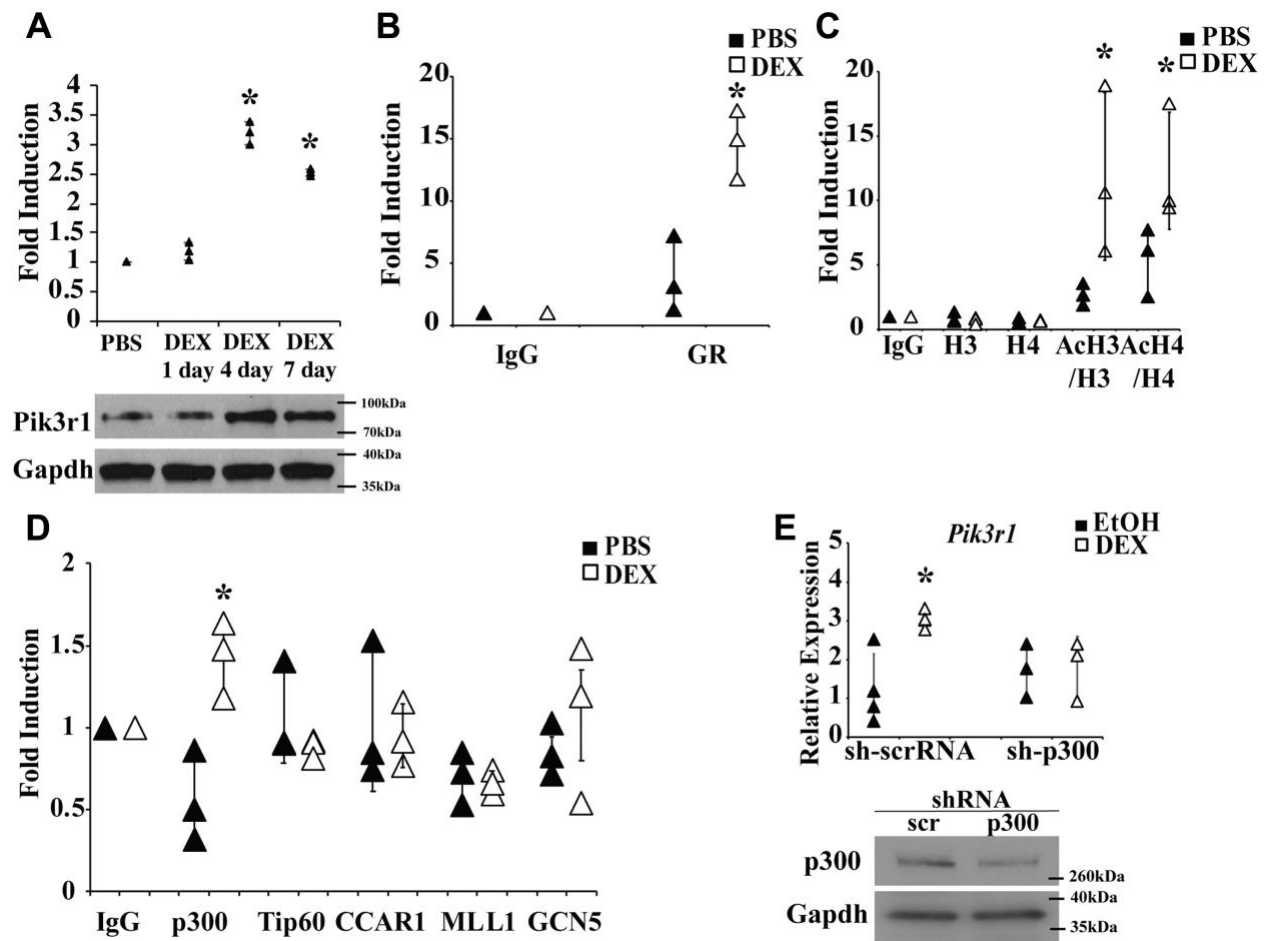 A
Fold Induction
4
3.5
3
2.5
2
1.5
1
0.5
0
*
*
PBS DEX DEX DEX
1 day 4 day 7 day
Pik3r1
100kDa
70kDa
Gapdh
40kDa
35kDa
B
PBS
DEX
Fold Induction
20
15
10
5
0
*
IgG GR
C
PBS
DEX
Fold Induction
20
15
10
5
0
*
*
IgG H3 H4 AcH3 AcH4
/H3 /H4
D
PBS
DEX
Fold Induction
2
1.5
1
0.5
0
*
IgG p300 Tip60 CCAR1 MLL1 GCN5
E
Pik3r1
EtOH
DEX
Relative Expression
5
4
3
2
1
0
*
sh-scrRNA sh-p300
shRNA
scr p300
p300
260kDa
Gapdh
40kDa
35kDa